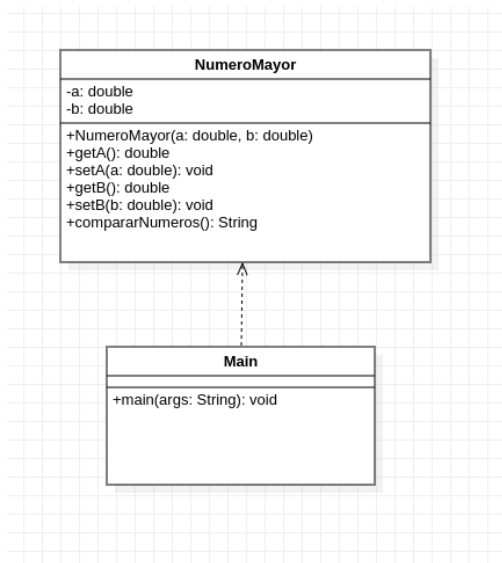 NumeroMayor
-a: double
-b: double
+NumeroMayor(a: double, b: double)
+getA(): double
+setA(a: double): void
+getB(): double
+setB(b: double): void
+compararNumeros(): String
Main
+main(args: String): void